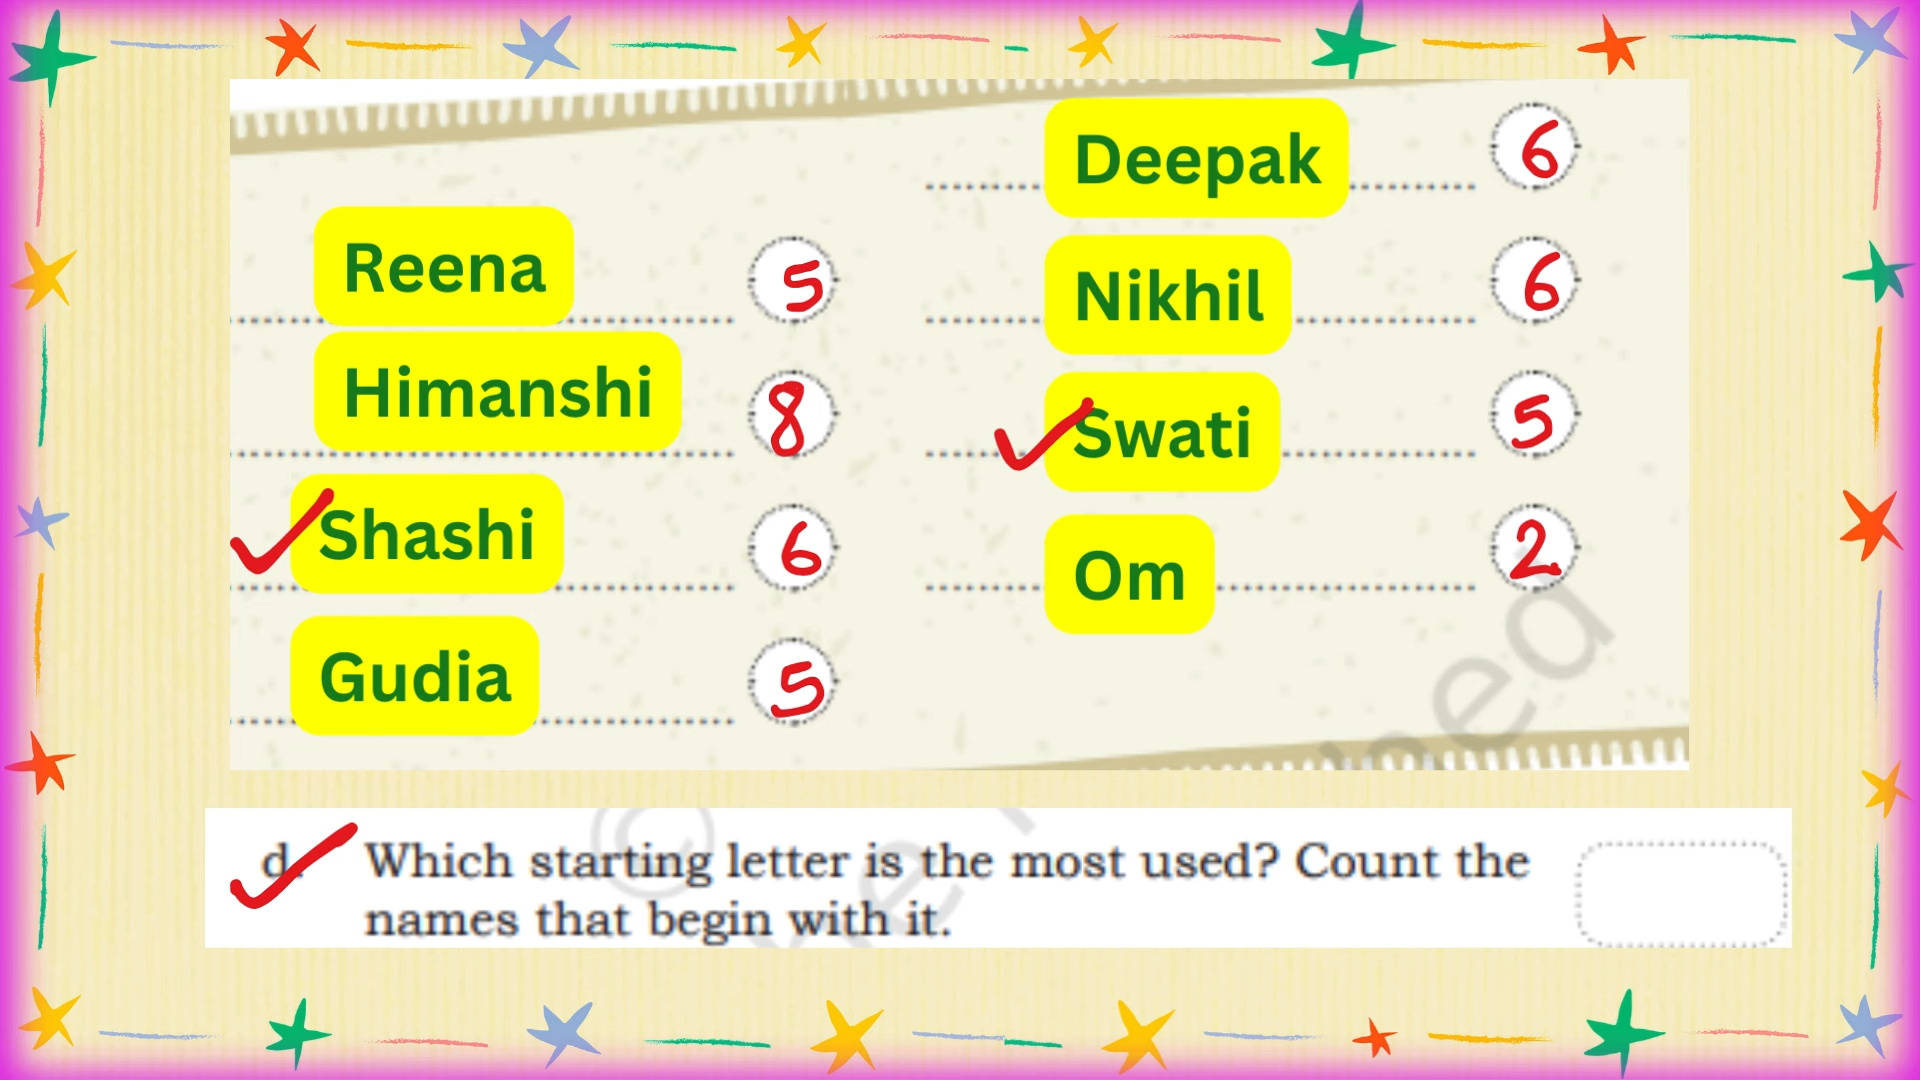 Reena 5
Himanshi 8
Shashi 6
Gudia 5
Deepak 6
Nikhil 6
Swati 5
Om 2
d. Which starting letter is the most used? Count the
names that begin with it.